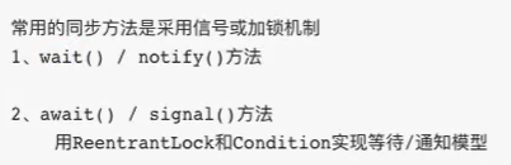 常用的同步方法是采用信号或加锁机制
1、wait() / notify()方法
2、await() / signal()方法
用ReentrantLock和Condition实现等待/通知模型